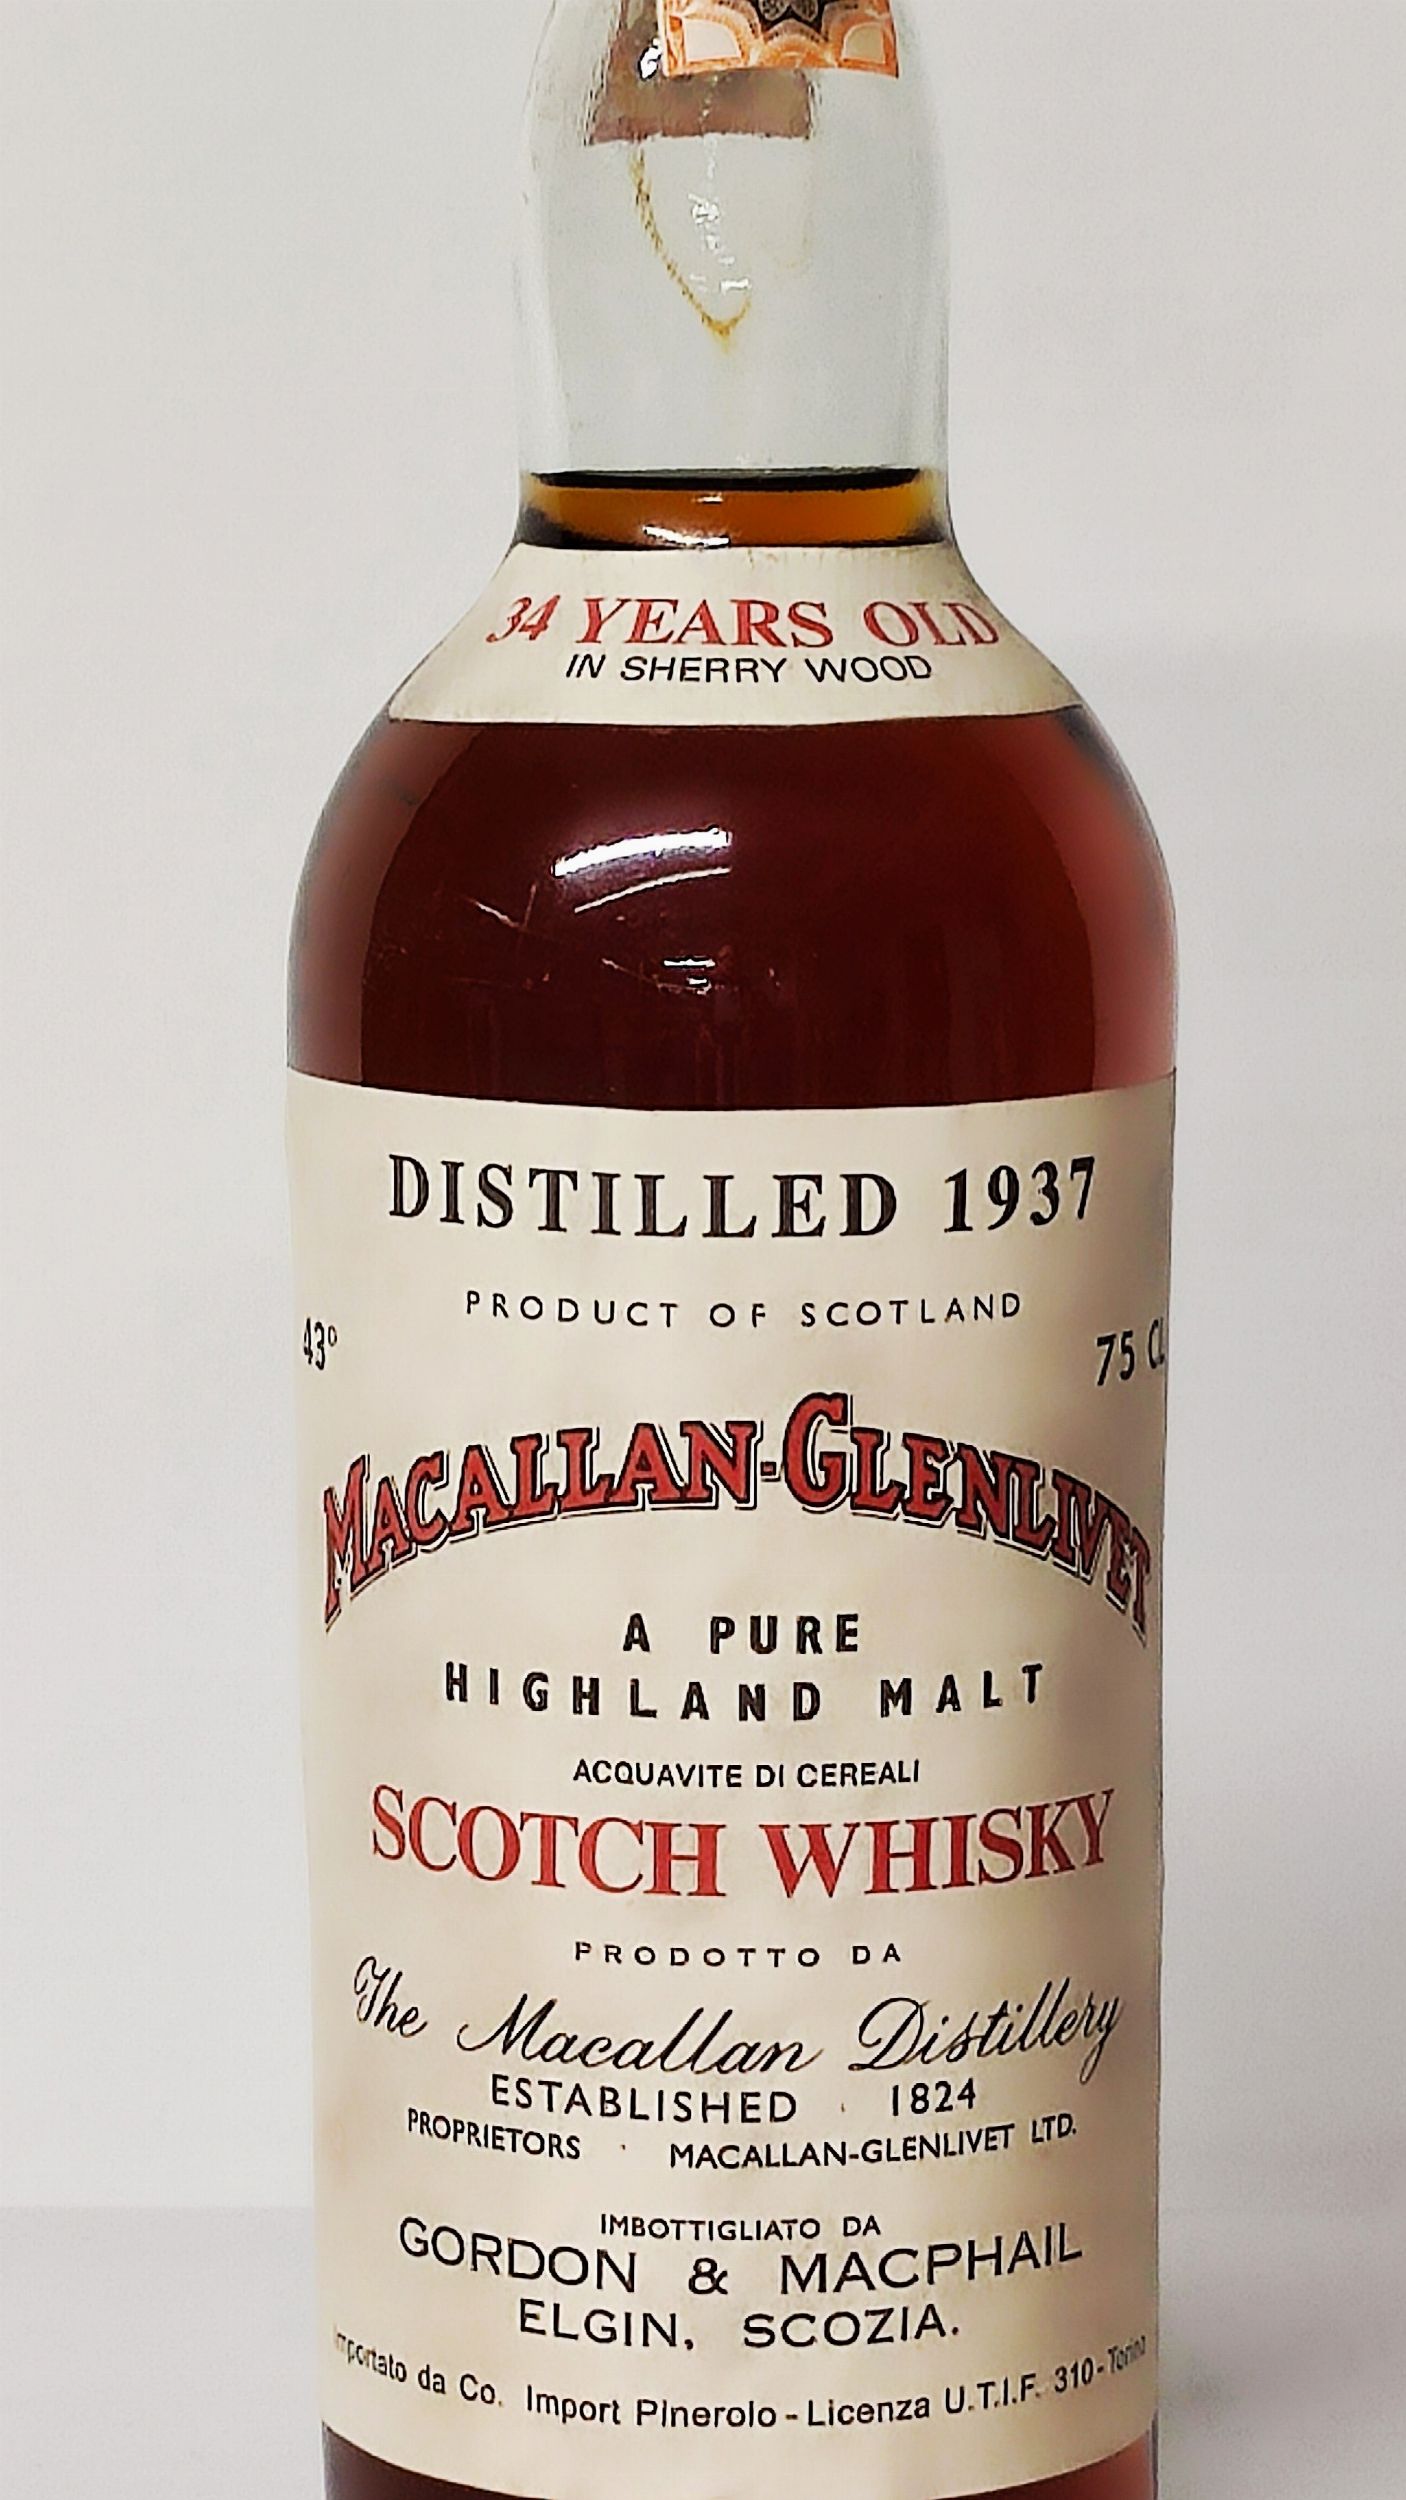 34 YEARS OLD
IN SHERRY WOOD
DISTILLED 1937
PRODUCT OF SCOTLAND
43° 75 CL
MACALLAN-GLENLIVET
A PURE
HIGHLAND MALT
ACQUAVITE DI CEREALI
SCOTCH WHISKY
PRODOTTO DA
The Macallan Distillery
ESTABLISHED 1824
PROPRIETORS · MACALLAN-GLENLIVET LTD.
IMBOTTIGLIATO DA
GORDON & MACPHAIL
ELGIN, SCOZIA.
Importato da Co. Import Pinerolo - Licenza U.T.I.F. 310 - Torino